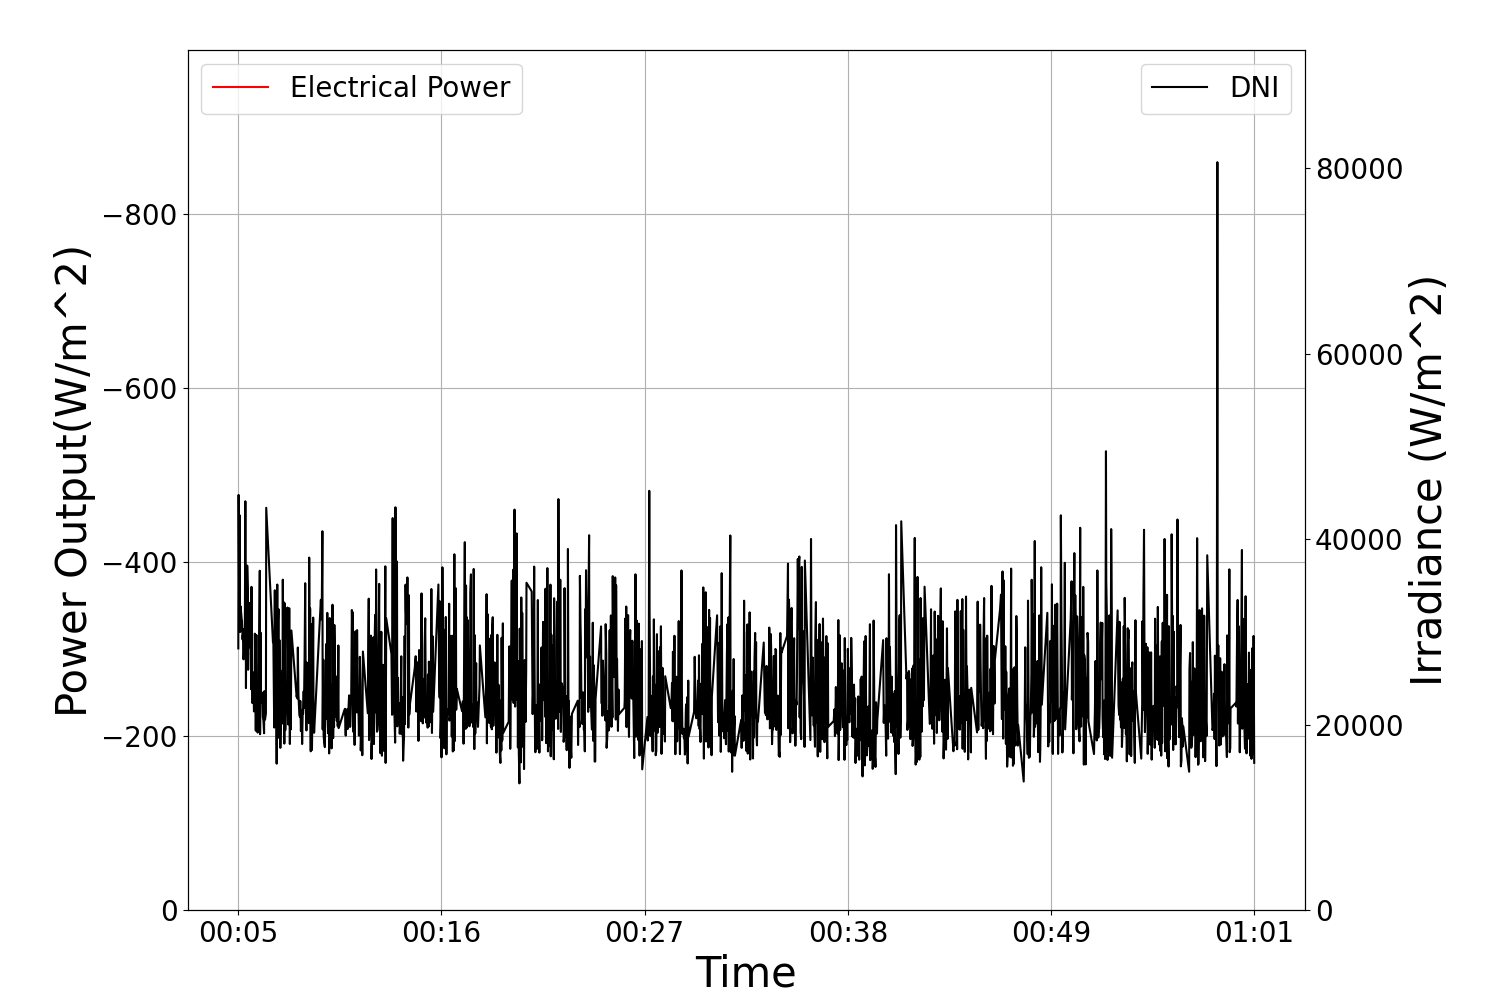 Electrical Power
DNI
Power Output(W/m^2)
−800
−600
−400
−200
0
80000
60000
40000
20000
0
Irradiance (W/m^2)
00:05 00:16 00:27 00:38 00:49 01:01
Time